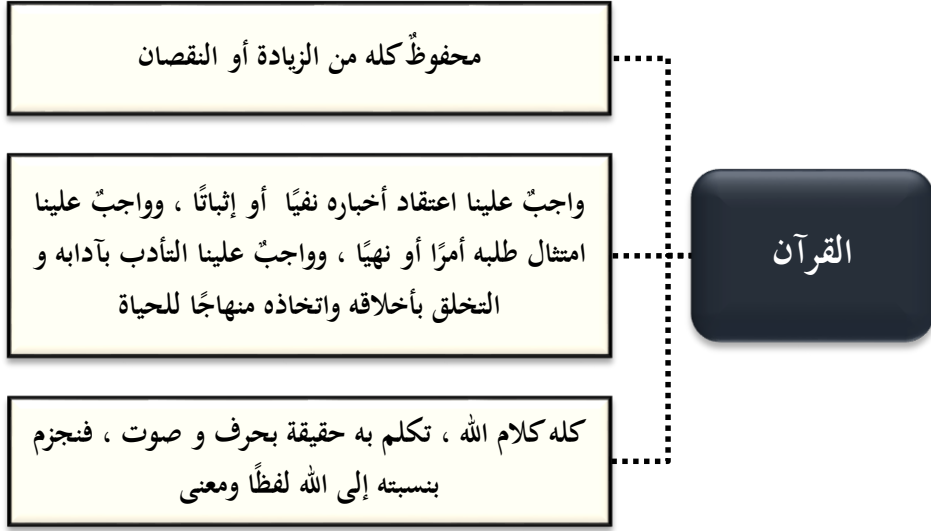 محفوظٌ كله من الزيادة أو النقصان
القرآن
واجبٌ علينا اعتقاد أخباره نفيًا أو إثباتًا ، وواجبٌ علينا
امتثال طلبه أمرًا أو نهيًا ، وواجبٌ علينا التأدب بآدابه و
التخلق بأخلاقه واتخاذه منهاجًا للحياة
كله كلام الله ، تكلم به حقيقة بحرف و صوت ، فنجزم
بنسبته إلى الله لفظًا ومعنى